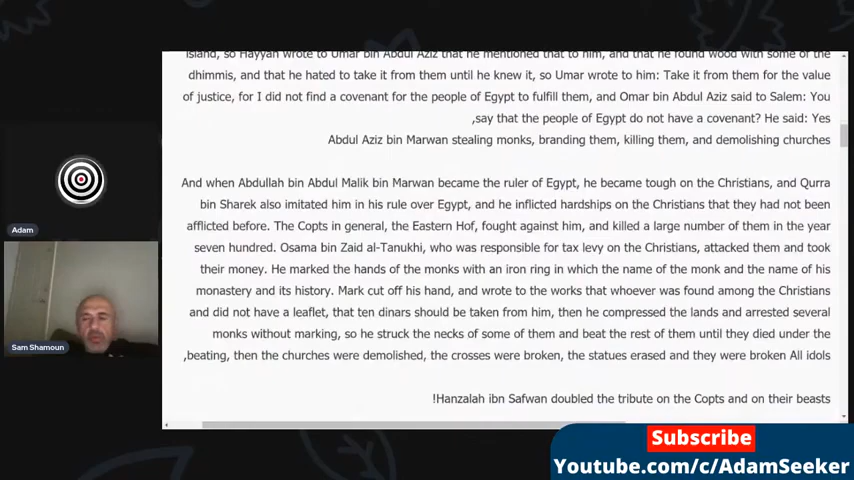 island, so Hayyan wrote to Umar bin Abdul Aziz that he mentioned that to him, and that he found wood with some of the
dhimmis, and that he hated to take it from them until he knew it, so Umar wrote to him: Take it from them for the value
of justice, for I did not find a covenant for the people of Egypt to fulfill them, and Omar bin Abdul Aziz said to Salem: You
,say that the people of Egypt do not have a covenant? He said: Yes
Abdul Aziz bin Marwan stealing monks, branding them, killing them, and demolishing churches
And when Abdullah bin Abdul Malik bin Marwan became the ruler of Egypt, he became tough on the Christians, and Qurra
bin Sharek also imitated him in his rule over Egypt, and he inflicted hardships on the Christians that they had not been
afflicted before. The Copts in general, the Eastern Hof, fought against him, and killed a large number of them in the year
seven hundred. Osama bin Zaid al-Tanukhi, who was responsible for tax levy on the Christians, attacked them and took
their money. He marked the hands of the monks with an iron ring in which the name of the monk and the name of his
monastery and its history. Mark cut off his hand, and wrote to the works that whoever was found among the Christians
and did not have a leaflet, that ten dinars should be taken from him, then he compressed the lands and arrested several
monks without marking, so he struck the necks of some of them and beat the rest of them until they died under the
,beating, then the churches were demolished, the crosses were broken, the statues erased and they were broken All idols
!Hanzalah ibn Safwan doubled the tribute on the Copts and on their beasts
Adam
Sam Shamoun
Subscribe
Youtube.com/c/AdamSeeker